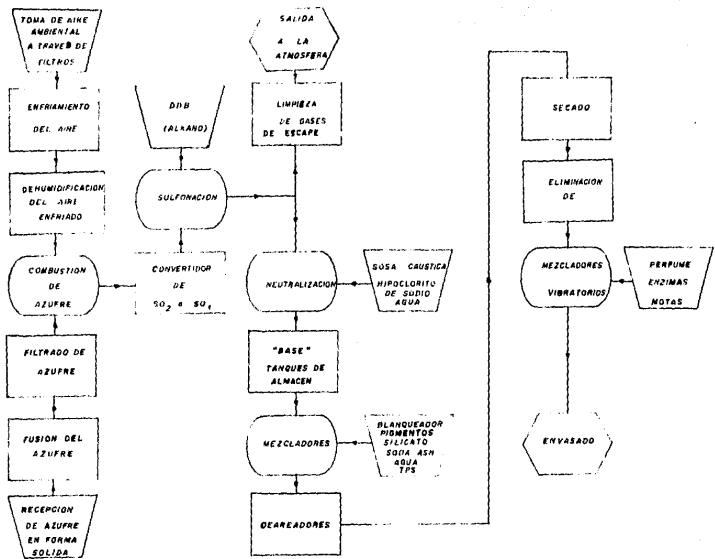 TOMA DE AIRE
AMBIENTAL
A TRAVES DE
FILTROS
ENFRIAMIENTO
DEL AIRE
DEHUMIDIFICACION
DEL AIRE
ENFRIADO
COMBUSTION
DE
AZUFRE
FILTRADO DE
AZUFRE
FUSION DEL
AZUFRE
RECEPCION
DE AZUFRE
EN FORMA
SOLIDA
DDB
(ALKANO)
SULFONACION
CONVERTIDOR
DE
SO2 a SO3
SALIDA
A LA
ATMOSFERA
LIMPIEZA
DE GASES
DE ESCAPE
NEUTRALIZACION
SOSA CAUSTICA
HIPOCLORITO
DE SODIO
AGUA
"BASE"
TANQUES DE
ALMACEN
MEZCLADORES
BLANQUEADOR
PIGMENTOS
SILICATO
SODA ASH
AGUA
TPS
DEAREADORES
SECADO
ELIMINACION
DE
MEZCLADORES
VIBRATORIOS
PERFUME
ENZIMAS
MOTAS
ENVASADO